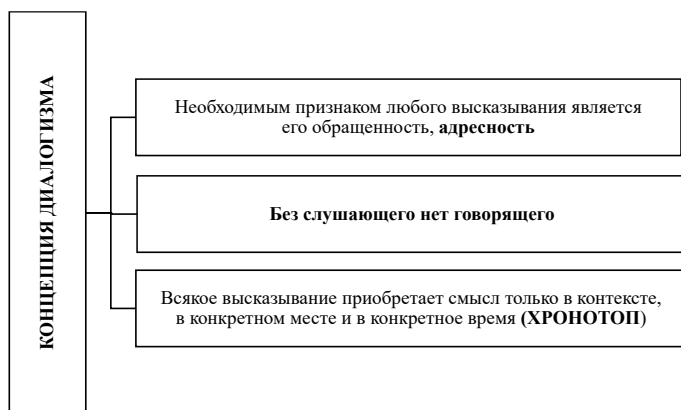 КОНЦЕПЦИЯ ДИАЛОГИЗМА
Необходимым признаком любого высказывания является
его обращенность, адресность
Без слушающего нет говорящего
Всякое высказывание приобретает смысл только в контексте,
в конкретном месте и в конкретное время (ХРОНОТОП)